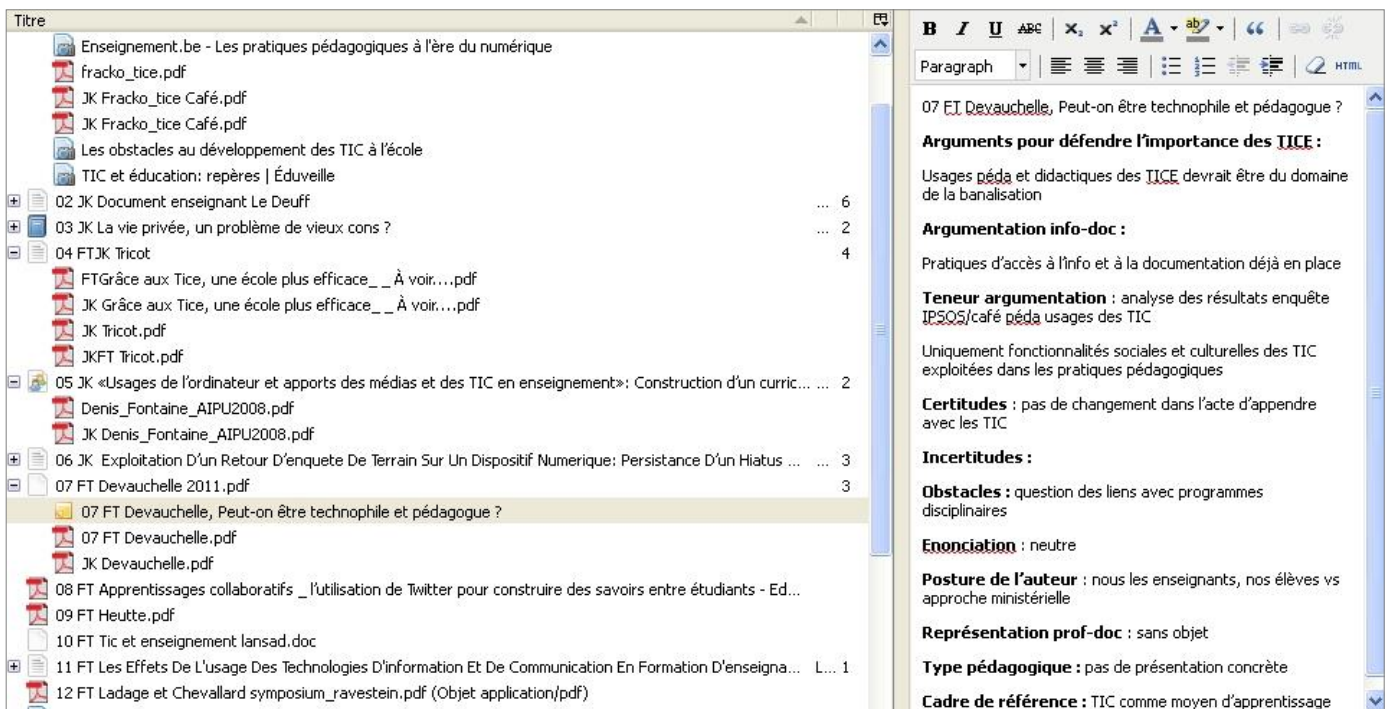 Titre
Enseignement.be - Les pratiques pédagogiques à l'ère du numérique
fracko_tice.pdf
JK Fracko_tice Café.pdf
JK Fracko_tice Café.pdf
Les obstacles au développement des TIC à l'école
TIC et éducation: repères | Éduveille
02 JK Document enseignant Le Deuff ... 6
03 JK La vie privée, un problème de vieux cons ? ... 2
04 FTJK Tricot 4
FTGrâce aux Tice, une école plus efficace_ _ À voir....pdf
JK Grâce aux Tice, une école plus efficace_ _ À voir....pdf
JK Tricot.pdf
JKFT Tricot.pdf
05 JK «Usages de l'ordinateur et apports des médias et des TIC en enseignement»: Construction d'un curric... ... 2
Denis_Fontaine_AIPU2008.pdf
JK Denis_Fontaine_AIPU2008.pdf
06 JK Exploitation D'un Retour D'enquete De Terrain Sur Un Dispositif Numerique: Persistance D'un Hiatus ... ... 3
07 FT Devauchelle 2011.pdf 3
07 FT Devauchelle, Peut-on être technophile et pédagogue ?
07 FT Devauchelle.pdf
JK Devauchelle.pdf
08 FT Apprentissages collaboratifs _ l'utilisation de Twitter pour construire des savoirs entre étudiants - Ed...
09 FT Heutte.pdf
10 FT Tic et enseignement lansad.doc
11 FT Les Effets De L'usage Des Technologies D'information Et De Communication En Formation D'enseigna... L... 1
12 FT Ladage et Chevallard symposium_ravestein.pdf (Objet application/pdf)
B I U ABC x₂ x² A ab
Paragraph HTML
07 FT Devauchelle, Peut-on être technophile et pédagogue ?
Arguments pour défendre l'importance des TICE :
Usages péda et didactiques des TICE devrait être du domaine
de la banalisation
Argumentation info-doc :
Pratiques d'accès à l'info et à la documentation déjà en place
Teneur argumentation : analyse des résultats enquête
IPSOS/café péda usages des TIC
Uniquement fonctionnalités sociales et culturelles des TIC
exploitées dans les pratiques pédagogiques
Certitudes : pas de changement dans l'acte d'appendre
avec les TIC
Incertitudes :
Obstacles : question des liens avec programmes
disciplinaires
Enonciation : neutre
Posture de l'auteur : nous les enseignants, nos élèves vs
approche ministérielle
Représentation prof-doc : sans objet
Type pédagogique : pas de présentation concrète
Cadre de référence : TIC comme moyen d'apprentissage